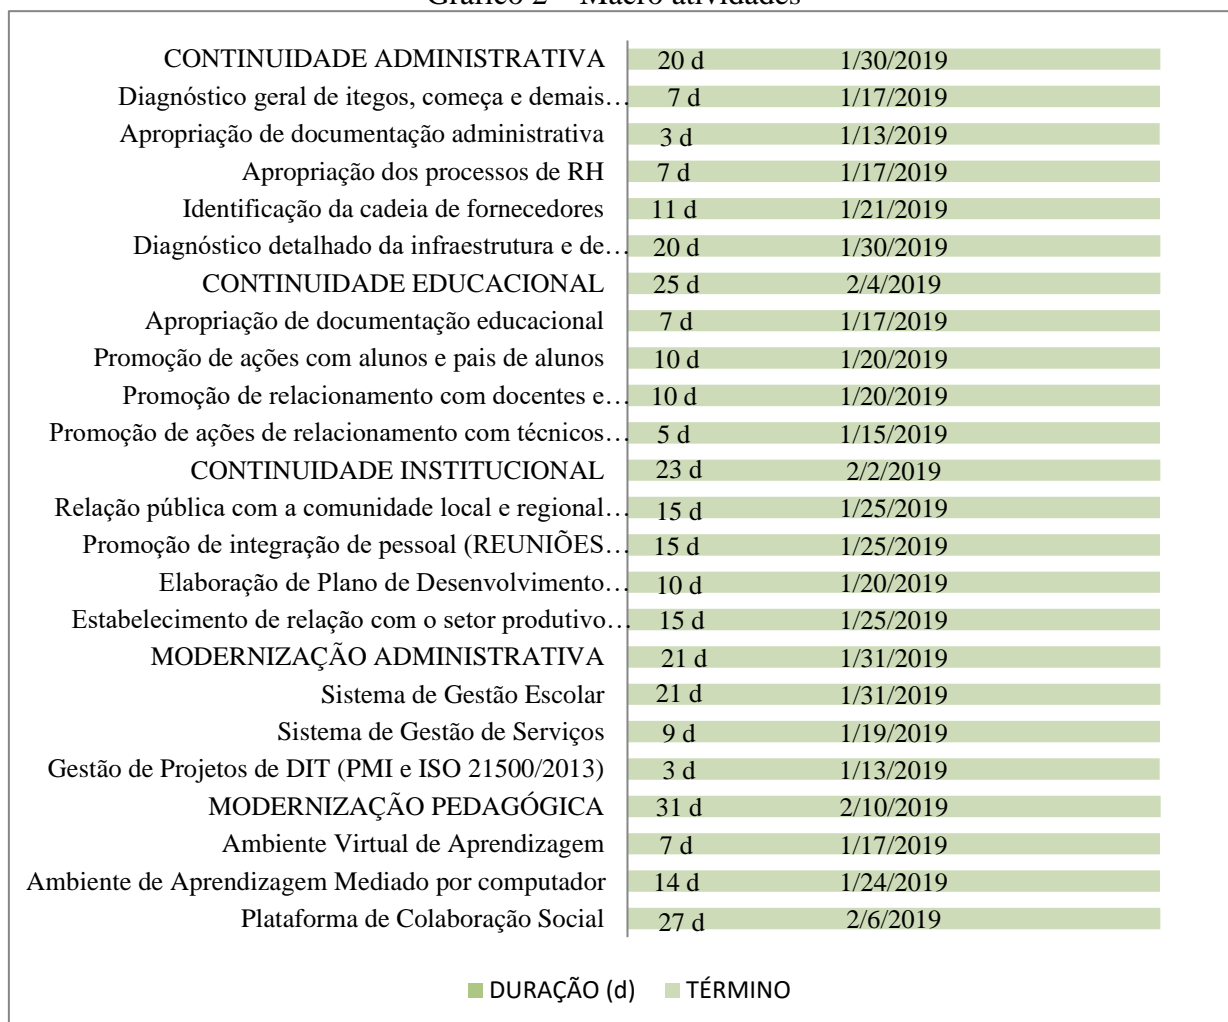 Gráfico 2 – Macro atividades
CONTINUIDADE ADMINISTRATIVA 20 d 1/30/2019
Diagnóstico geral de itegos, começa e demais… 7 d 1/17/2019
Apropriação de documentação administrativa 3 d 1/13/2019
Apropriação dos processos de RH 7 d 1/17/2019
Identificação da cadeia de fornecedores 11 d 1/21/2019
Diagnóstico detalhado da infraestrutura e de… 20 d 1/30/2019
CONTINUIDADE EDUCACIONAL 25 d 2/4/2019
Apropriação de documentação educacional 7 d 1/17/2019
Promoção de ações com alunos e pais de alunos 10 d 1/20/2019
Promoção de relacionamento com docentes e… 10 d 1/20/2019
Promoção de ações de relacionamento com técnicos… 5 d 1/15/2019
CONTINUIDADE INSTITUCIONAL 23 d 2/2/2019
Relação pública com a comunidade local e regional… 15 d 1/25/2019
Promoção de integração de pessoal (REUNIÕES… 15 d 1/25/2019
Elaboração de Plano de Desenvolvimento… 10 d 1/20/2019
Estabelecimento de relação com o setor produtivo… 15 d 1/25/2019
MODERNIZAÇÃO ADMINISTRATIVA 21 d 1/31/2019
Sistema de Gestão Escolar 21 d 1/31/2019
Sistema de Gestão de Serviços 9 d 1/19/2019
Gestão de Projetos de DIT (PMI e ISO 21500/2013) 3 d 1/13/2019
MODERNIZAÇÃO PEDAGÓGICA 31 d 2/10/2019
Ambiente Virtual de Aprendizagem 7 d 1/17/2019
Ambiente de Aprendizagem Mediado por computador 14 d 1/24/2019
Plataforma de Colaboração Social 27 d 2/6/2019
DURAÇÃO (d) TÉRMINO